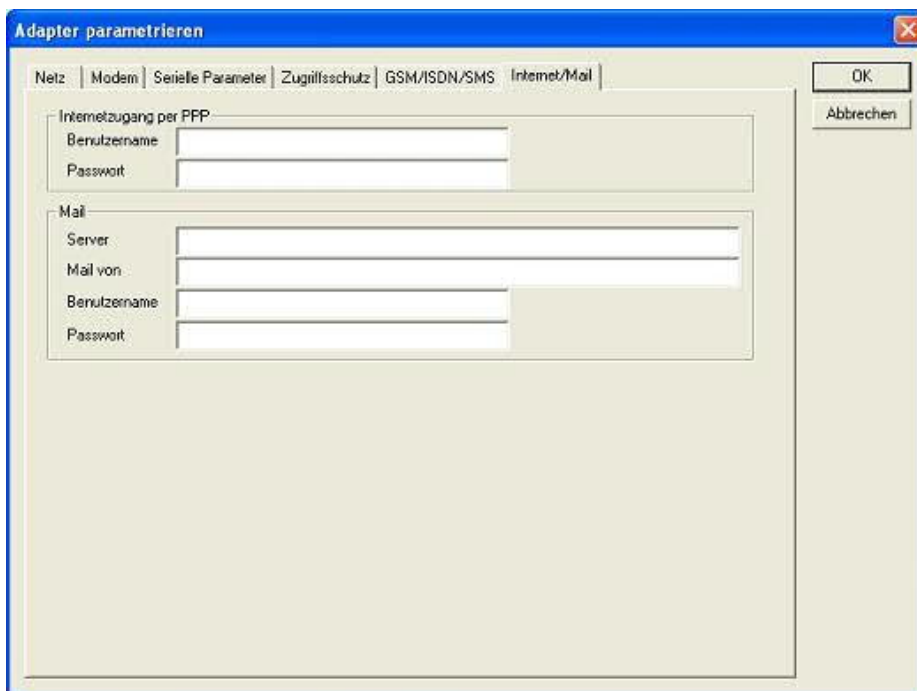 Adapter parametrieren
Netz Modem Serielle Parameter Zugriffsschutz GSM/ISDN/SMS Internet/Mail
OK
Abbrechen
Internetzugang per PPP
Benutzername
Passwort
Mail
Server
Mail von
Benutzername
Passwort